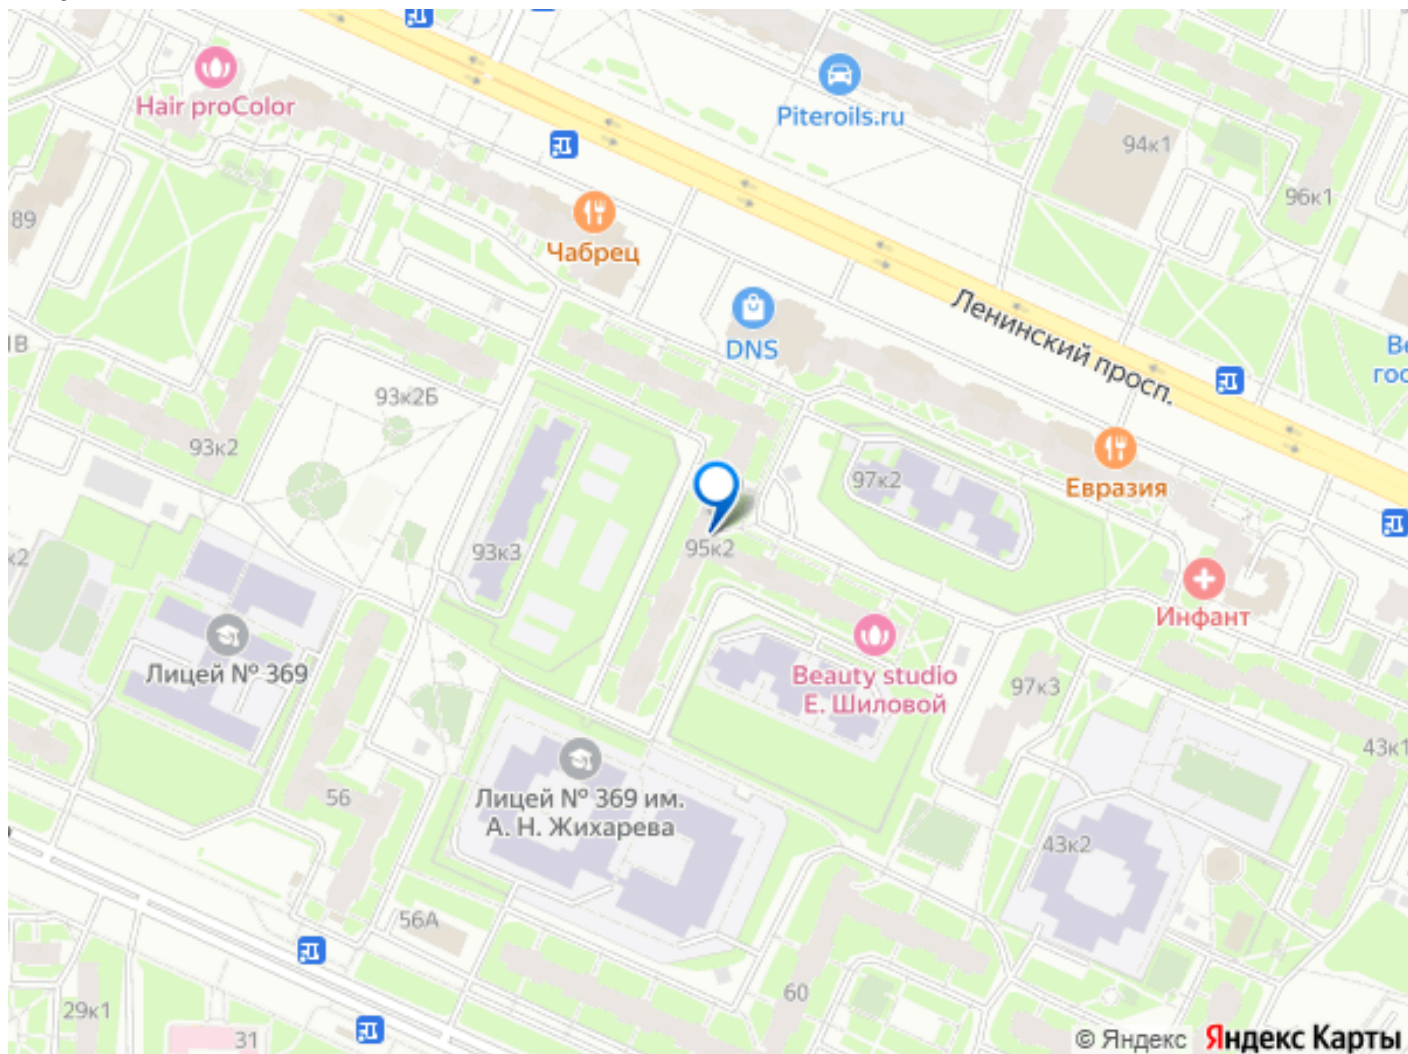 Hair proColor
Piteroils.ru
94к1
96к1
89
Чабрец
Ленинский просп.
DNS
93к2Б
93к2
97к2
Евразия
93к3
95к2
Инфант
Лицей № 369
Beauty studio
Е. Шиловой
97к3
43к1
Лицей № 369 им.
А. Н. Жихарева
56
43к2
56А
60
29к1
31
© Яндекс Яндекс Карты